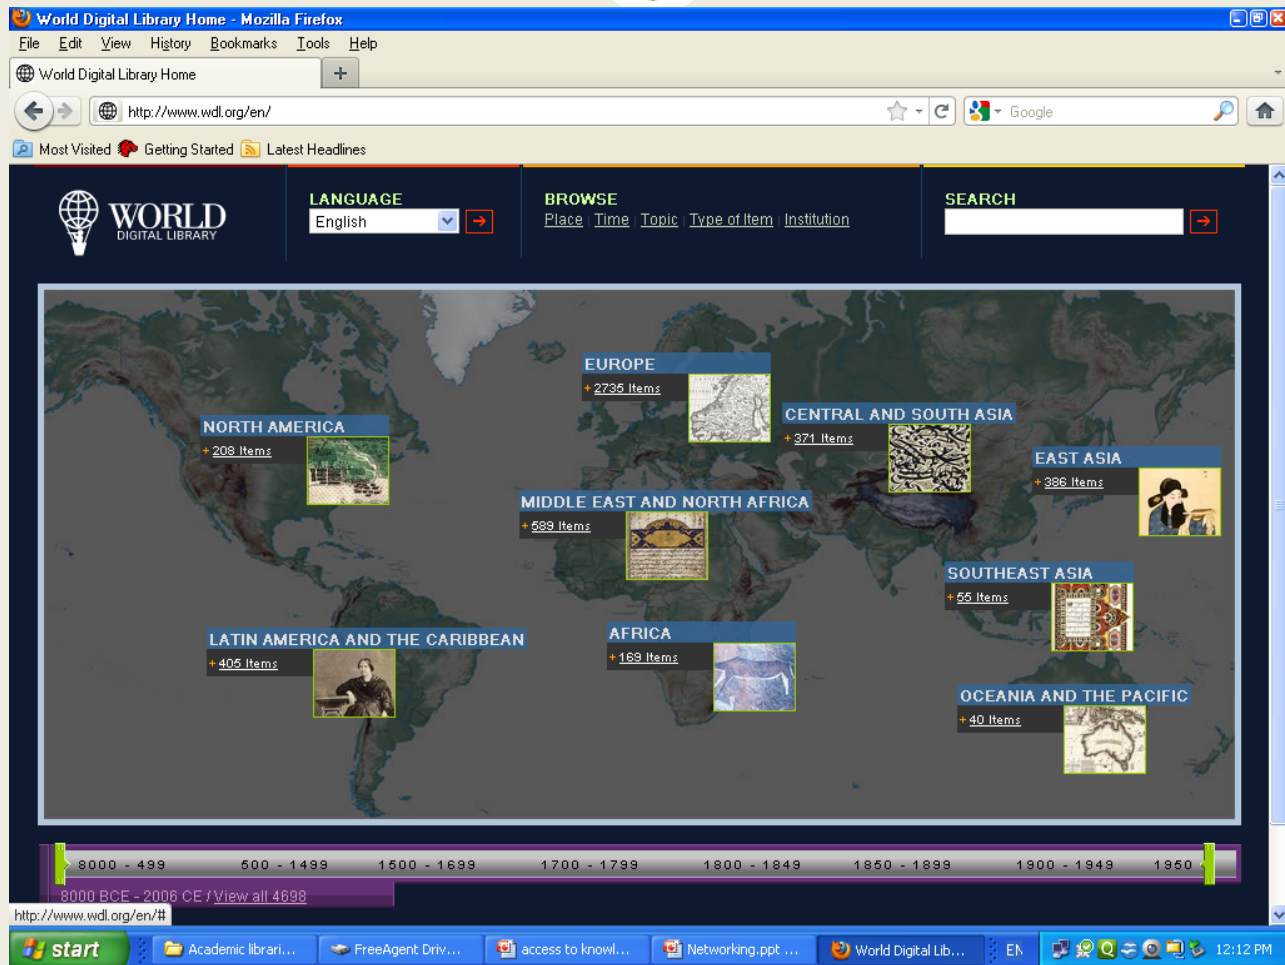 World Digital Library Home - Mozilla Firefox
File Edit View History Bookmarks Tools Help
World Digital Library Home +
http://www.wdl.org/en/ Google
Most Visited Getting Started Latest Headlines
WORLD
DIGITAL LIBRARY
LANGUAGE
English
BROWSE
Place | Time | Topic | Type of Item | Institution
SEARCH
EUROPE
+ 2735 Items
CENTRAL AND SOUTH ASIA
+ 371 Items
NORTH AMERICA
+ 208 Items
EAST ASIA
+ 386 Items
MIDDLE EAST AND NORTH AFRICA
+ 589 Items
SOUTHEAST ASIA
+ 55 Items
LATIN AMERICA AND THE CARIBBEAN
+ 405 Items
AFRICA
+ 169 Items
OCEANIA AND THE PACIFIC
+ 40 Items
8000 - 499 500 - 1499 1500 - 1699 1700 - 1799 1800 - 1849 1850 - 1899 1900 - 1949 1950
8000 BCE - 2006 CE / View all 4698
http://www.wdl.org/en/#
start Academic librari... FreeAgent Driv... access to knowl... Networking.ppt ... World Digital Lib... EN 12:12 PM